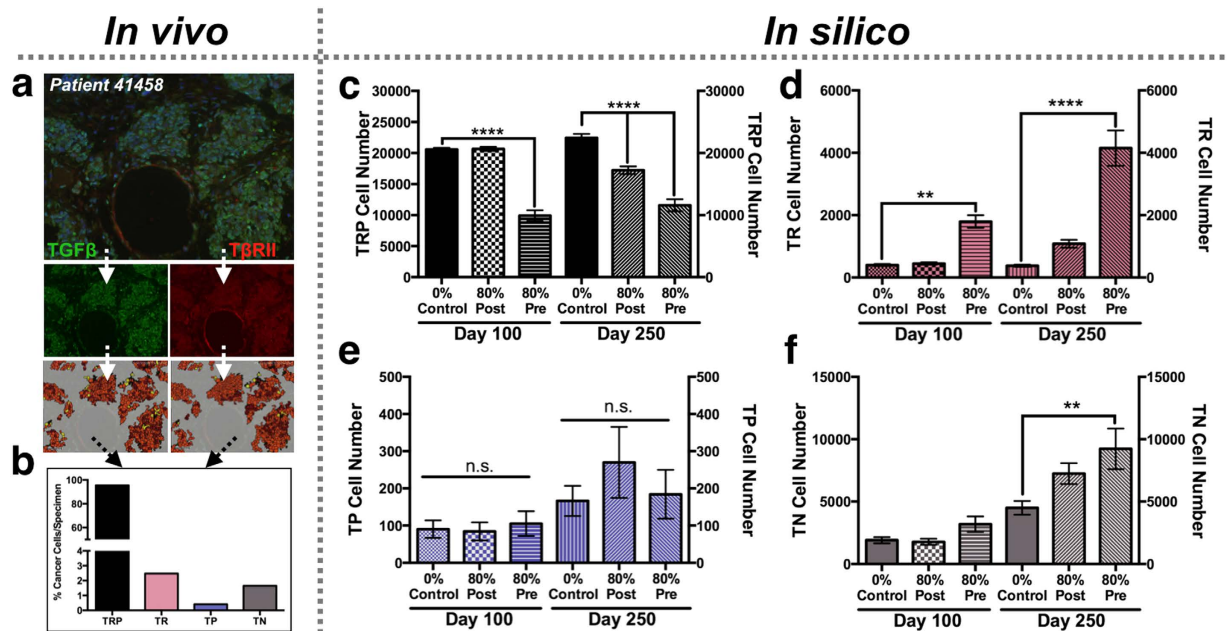 In vivo
In silico
a
Patient 41458
TGFβ
TβRII
b
% Cancer Cells/Specimen
100
80
60
40
4
3
2
1
0
TRP TR TP TN
c
TRP Cell Number
30000
25000
20000
15000
10000
5000
0
****
****
30000
20000
10000
0
TRP Cell Number
0% 80% 80% 0% 80% 80%
Control Post Pre Control Post Pre
Day 100 Day 250
d
TR Cell Number
6000
4000
2000
0
**
****
6000
4000
2000
0
TR Cell Number
0% 80% 80% 0% 80% 80%
Control Post Pre Control Post Pre
Day 100 Day 250
e
TP Cell Number
500
400
300
200
100
0
n.s.
n.s.
500
400
300
200
100
0
TP Cell Number
0% 80% 80% 0% 80% 80%
Control Post Pre Control Post Pre
Day 100 Day 250
f
TN Cell Number
15000
10000
5000
0
**
15000
10000
5000
0
TN Cell Number
0% 80% 80% 0% 80% 80%
Control Post Pre Control Post Pre
Day 100 Day 250